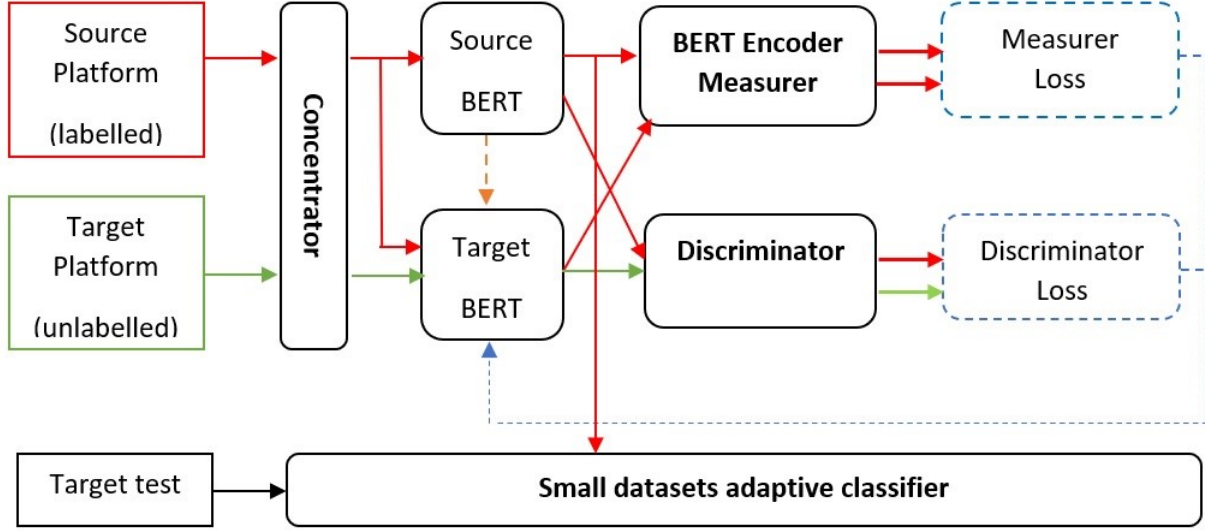 Source
Platform
(labelled)
Concentrator
Source
BERT
BERT Encoder
Measurer
Measurer
Loss
Target
Platform
(unlabelled)
Target
BERT
Discriminator
Discriminator
Loss
Target test
Small datasets adaptive classifier